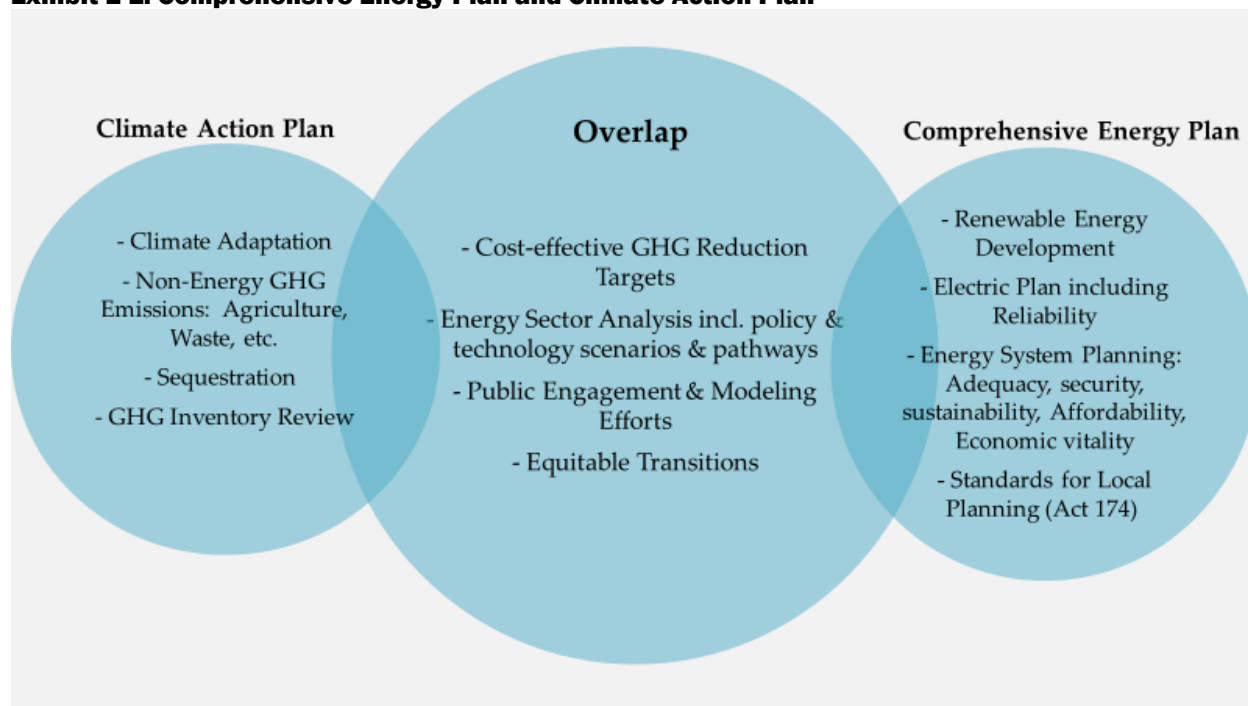 Climate Action Plan
- Climate Adaptation
- Non-Energy GHG
Emissions: Agriculture,
Waste, etc.
- Sequestration
- GHG Inventory Review
Overlap
- Cost-effective GHG Reduction
Targets
- Energy Sector Analysis incl. policy &
technology scenarios & pathways
- Public Engagement & Modeling
Efforts
- Equitable Transitions
Comprehensive Energy Plan
- Renewable Energy
Development
- Electric Plan including
Reliability
- Energy System Planning:
Adequacy, security,
sustainability, Affordability,
Economic vitality
- Standards for Local
Planning (Act 174)